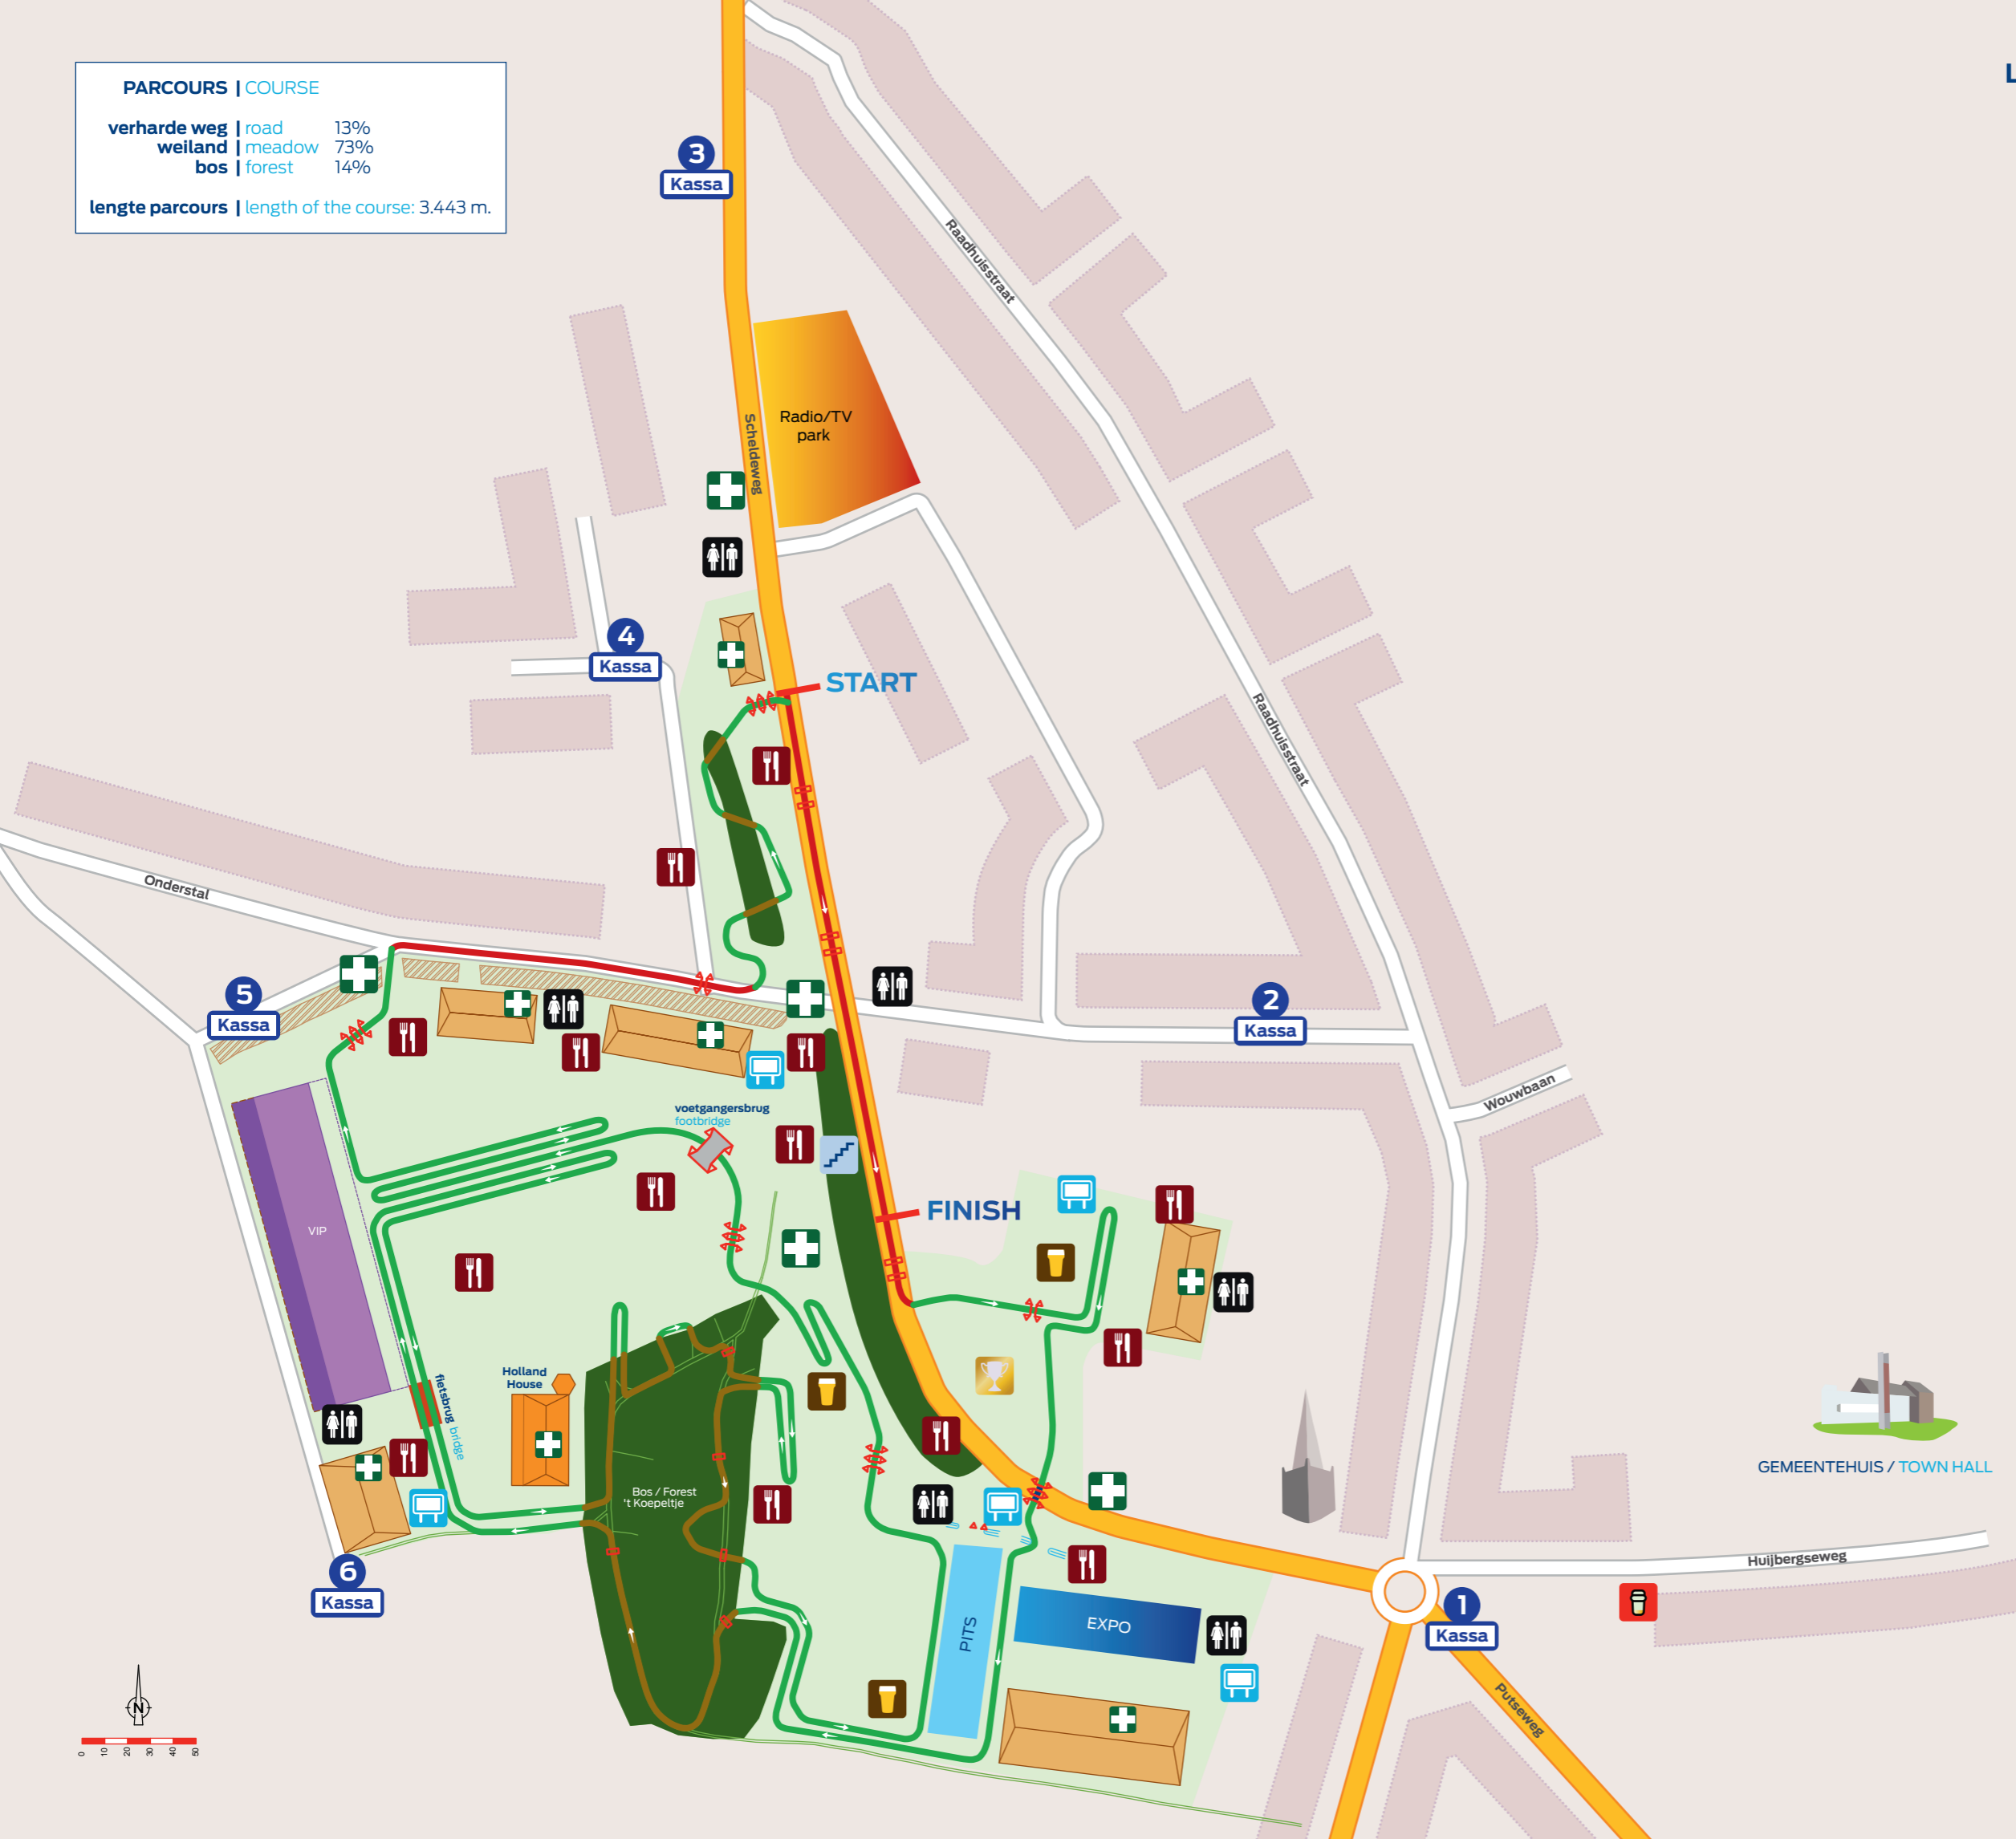 PARCOURS | COURSE
verharde weg | road 13%
weiland | meadow 73%
bos | forest 14%
lengte parcours | length of the course: 3.443 m.
L
3
Kassa
Raadhuisstraat
Radio/TV
park
Scheldeweg
4
Kassa
START
Raadhuisstraat
Onderstal
5
Kassa
2
Kassa
Wouwbaan
voetgangersbrug
footbridge
VIP
FINISH
Holland
House
fietsbrug
bridge
Bos / Forest
't Koepeltje
GEMEENTEHUIS / TOWN HALL
Huijbergseweg
6
Kassa
PITS
EXPO
1
Kassa
Putseweg
N
0 10 20 30 40 50